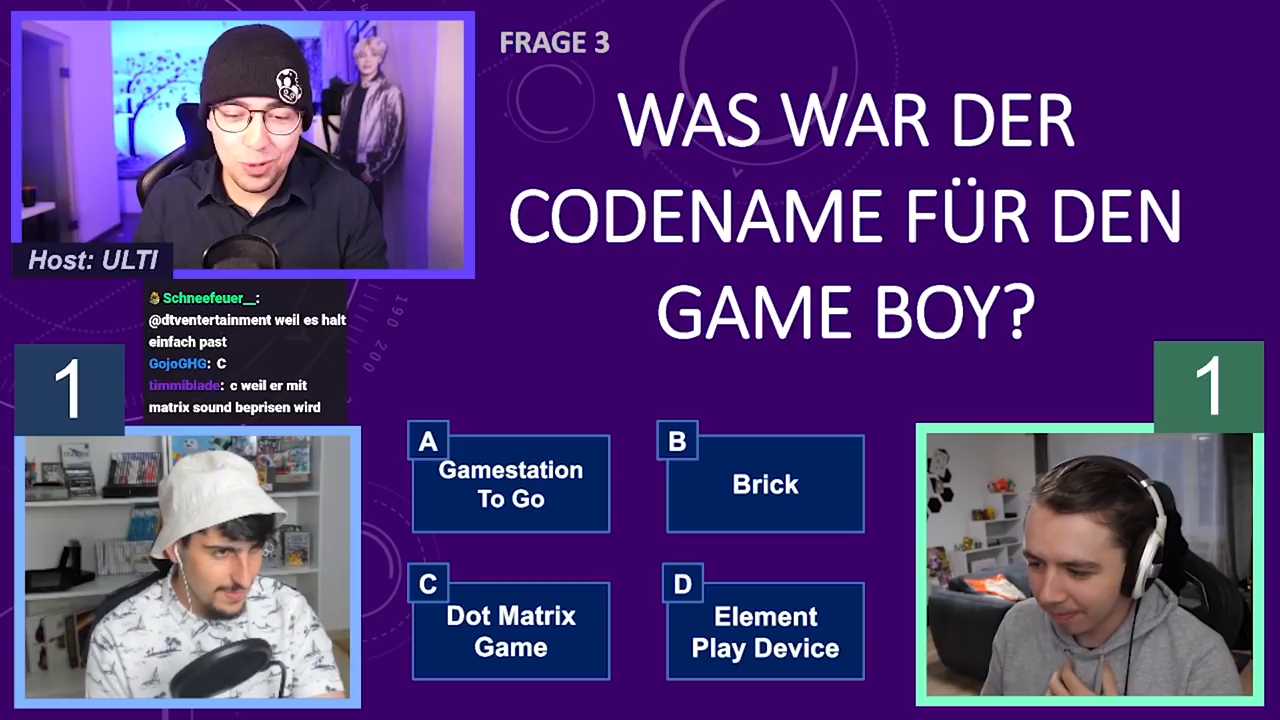 FRAGE 3
WAS WAR DER
CODENAME FÜR DEN
GAME BOY?
Host: ULTI
Schneefeuer__:
@dtventertainment weil es halt
einfach past
GojoGHG: C
timmiblade: c weil er mit
matrix sound beprisen wird
190 200
1
1
A
Gamestation
To Go
B
Brick
C
Dot Matrix
Game
D
Element
Play Device